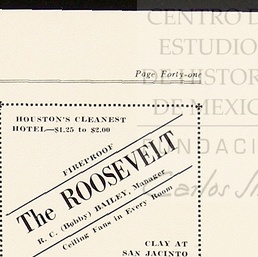 CENTRO D
ESTUDIO
DE HISTOR
DE MEXIC
Page Forty-one
HOUSTON'S CLEANEST
HOTEL—$1.25 to $2.00
FIREPROOF
The ROOSEVELT
R. C. (Bobby) BAILEY, Manager
Ceiling Fans in Every Room
CLAY AT
SAN JACINTO
NDACI
Carlos